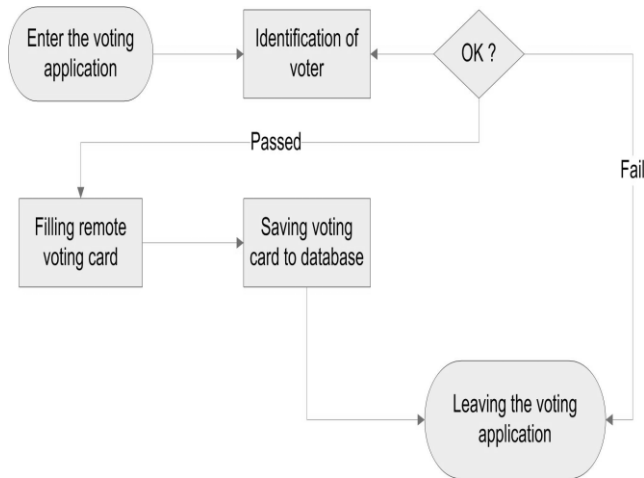 Enter the voting
application
Identification of
voter
OK ?
Passed
Fail
Filling remote
voting card
Saving voting
card to database
Leaving the voting
application